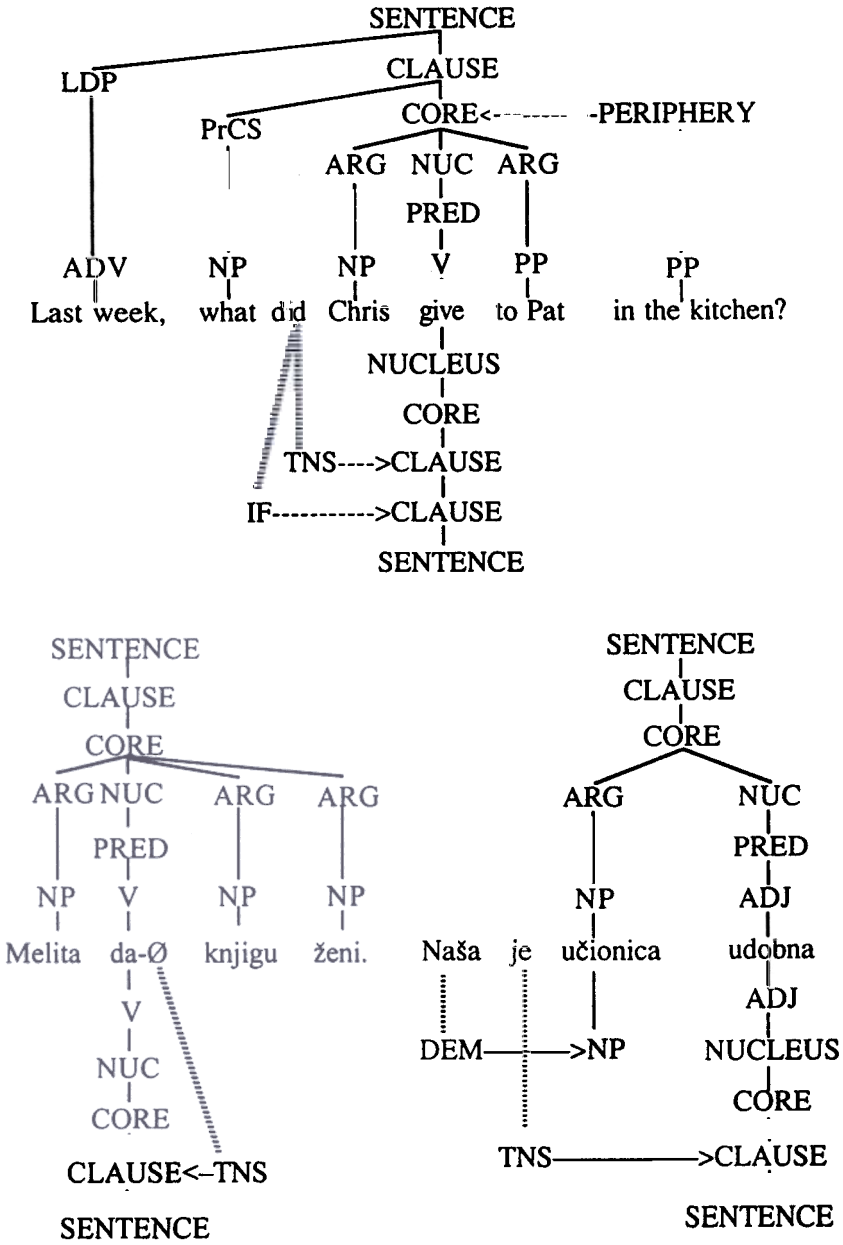 SENTENCE
LDP CLAUSE
PrCS CORE<------- -PERIPHERY
ARG NUC ARG
PRED
ADV NP NP V PP PP
Last week, what did Chris give to Pat in the kitchen?
NUCLEUS
CORE
TNS---->CLAUSE
IF----------->CLAUSE
SENTENCE
SENTENCE
CLAUSE
CORE
ARG NUC ARG ARG
PRED
NP V NP NP
Melita da-Ø knjigu ženi.
V
NUC
CORE
CLAUSE<–TNS
SENTENCE
SENTENCE
CLAUSE
CORE
ARG NUC
PRED
NP ADJ
Naša je učionica udobna
ADJ
DEM——>NP NUCLEUS
CORE
TNS————>CLAUSE
SENTENCE